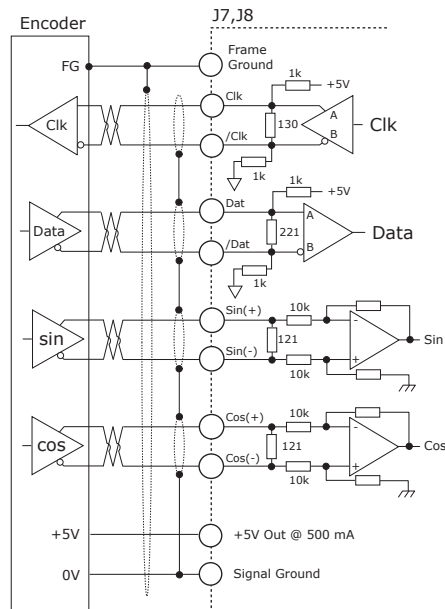 Encoder
J7,J8
FG
Frame
Ground
1k
+5V
Clk
A
Clk
130
Clk
B
/Clk
1k
1k
+5V
Dat
A
Data
221
Data
B
/Dat
1k
Sin(+)
10k
-
sin
121
Sin
Sin(-)
+
10k
Cos(+)
10k
-
cos
121
Cos
Cos(-)
+
10k
+5V
+5V Out @ 500 mA
0V
Signal Ground